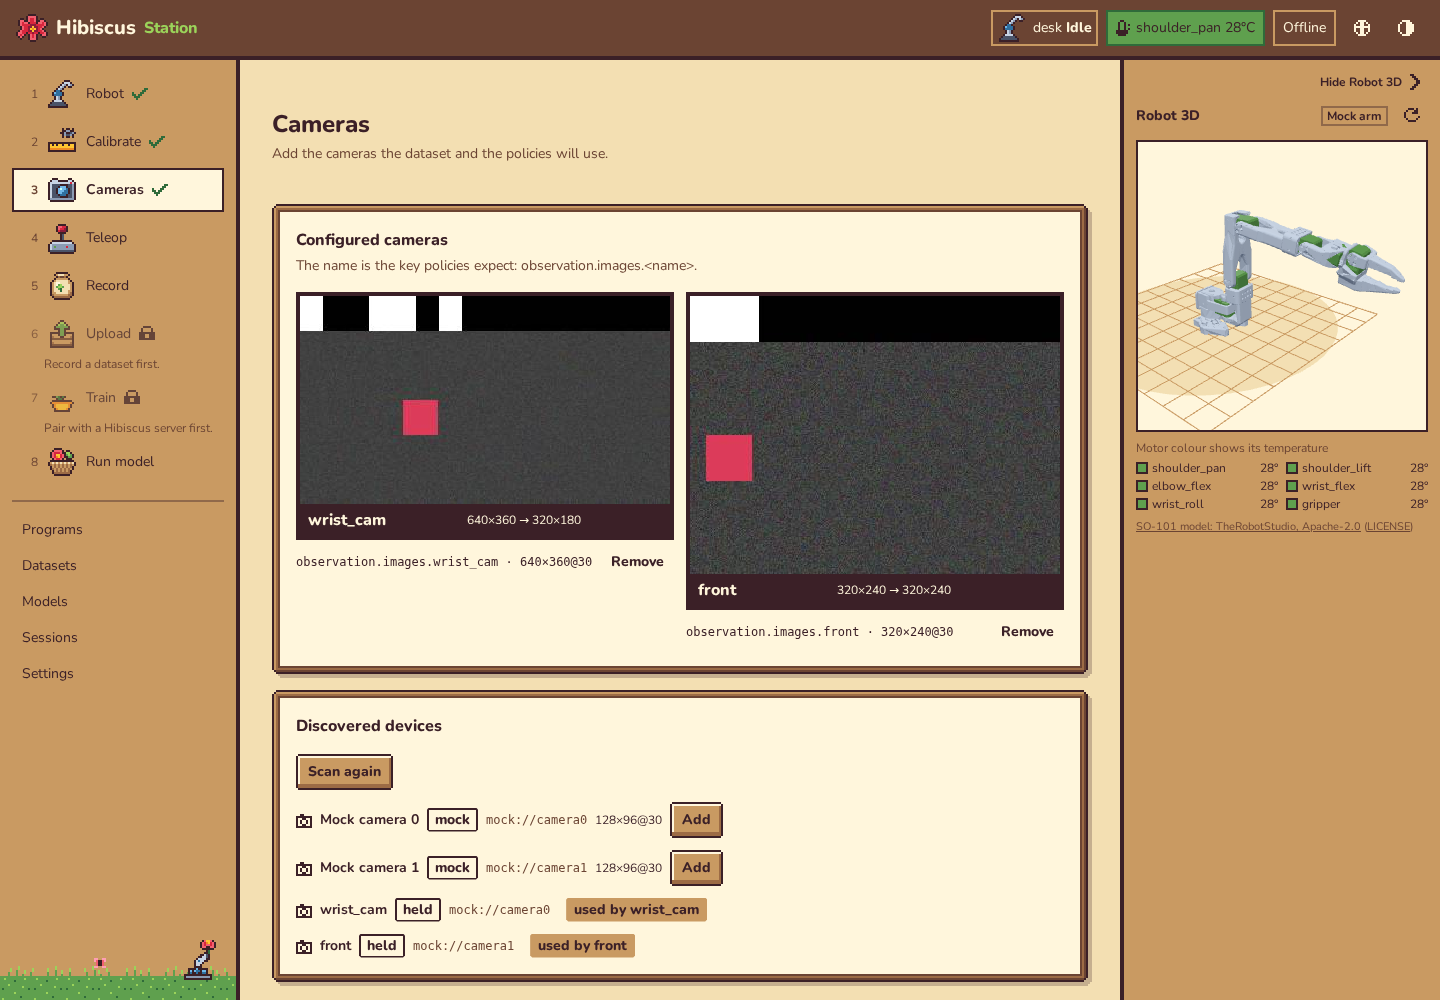 Hibiscus Station
desk Idle
shoulder_pan 28°C
Offline
1 Robot
2 Calibrate
3 Cameras
4 Teleop
5 Record
6 Upload
Record a dataset first.
7 Train
Pair with a Hibiscus server first.
8 Run model
Programs
Datasets
Models
Sessions
Settings
Cameras
Add the cameras the dataset and the policies will use.
Configured cameras
The name is the key policies expect: observation.images.<name>.
wrist_cam 640×360 → 320×180
observation.images.wrist_cam · 640×360@30 Remove
front 320×240 → 320×240
observation.images.front · 320×240@30 Remove
Discovered devices
Scan again
Mock camera 0 mock mock://camera0 128×96@30 Add
Mock camera 1 mock mock://camera1 128×96@30 Add
wrist_cam held mock://camera0 used by wrist_cam
front held mock://camera1 used by front
Hide Robot 3D
Robot 3D Mock arm
Motor colour shows its temperature
shoulder_pan 28° shoulder_lift 28°
elbow_flex 28° wrist_flex 28°
wrist_roll 28° gripper 28°
SO-101 model: TheRobotStudio, Apache-2.0 (LICENSE)